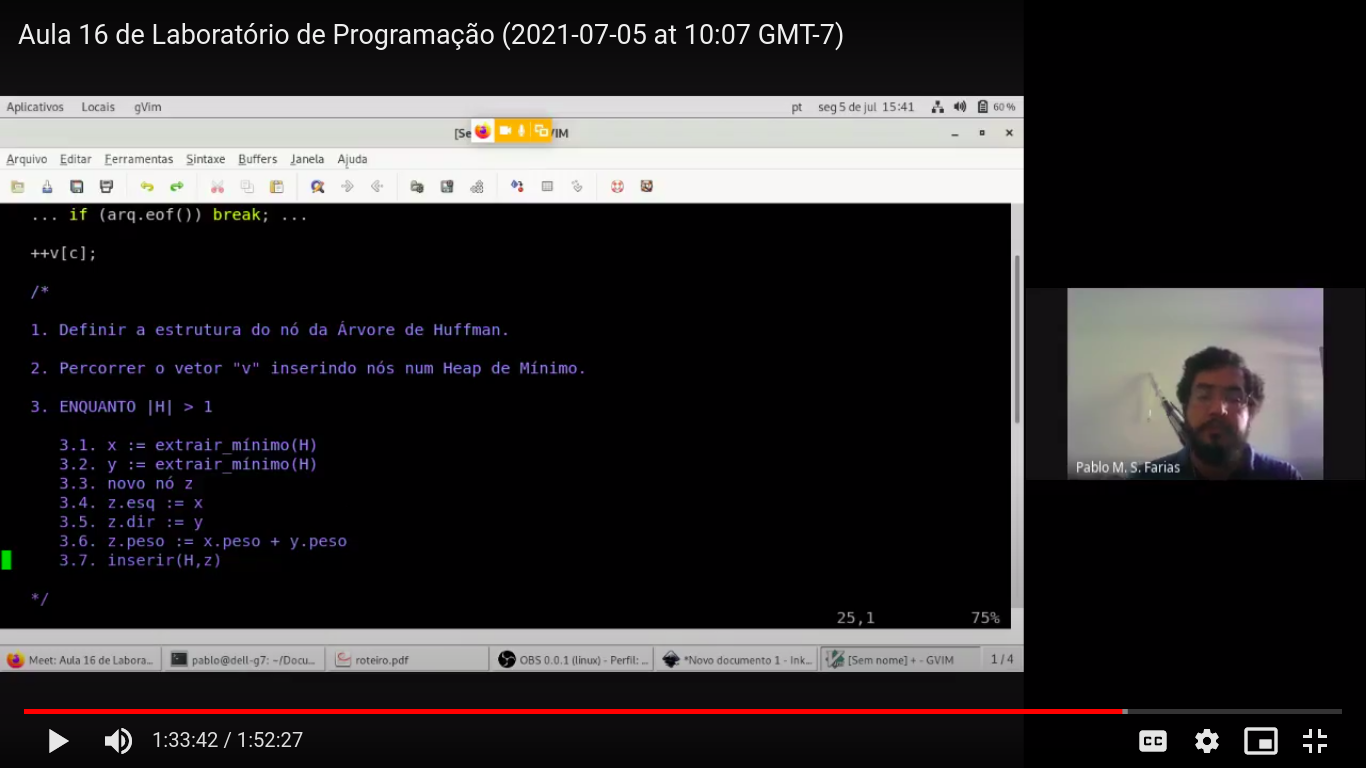 Aula 16 de Laboratório de Programação (2021-07-05 at 10:07 GMT-7)
Aplicativos Locais gVim pt seg 5 de jul 15:41 60 %
[Se /IM
Arquivo Editar Ferramentas Sintaxe Buffers Janela Ajuda
... if (arq.eof()) break; ...
++v[c];
/*
1. Definir a estrutura do nó da Árvore de Huffman.
2. Percorrer o vetor "v" inserindo nós num Heap de Mínimo.
3. ENQUANTO |H| > 1
3.1. x := extrair_mínimo(H)
3.2. y := extrair_mínimo(H)
3.3. novo nó z
3.4. z.esq := x
3.5. z.dir := y
3.6. z.peso := x.peso + y.peso
3.7. inserir(H,z)
*/
25,1 75%
Pablo M. S. Farias
Meet: Aula 16 de Labora... pablo@dell-g7: ~/Docu... roteiro.pdf OBS 0.0.1 (linux) - Perfil: ... *Novo documento 1 - Ink... [Sem nome] + - GVIM 1 / 4
1:33:42 / 1:52:27
CC